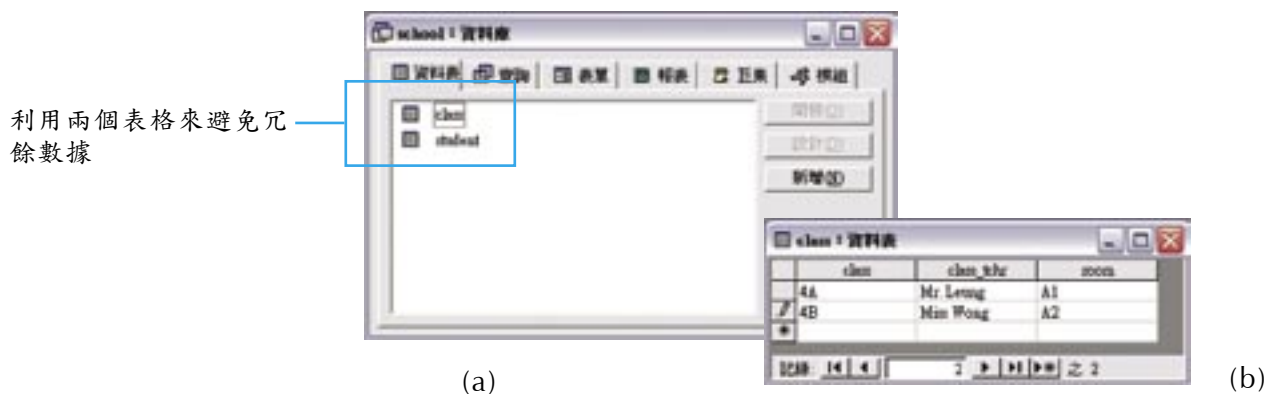 school：資料庫
資料表 查詢 表單 報表 巨集 模組
利用兩個表格來避免冗
餘數據
class
student
開啟(O)
設計(D)
新增(N)
class：資料表
class class_tchr room
4A Mr. Leung A1
4B Miss Wong A2
記錄: 2 之 2
(a)
(b)